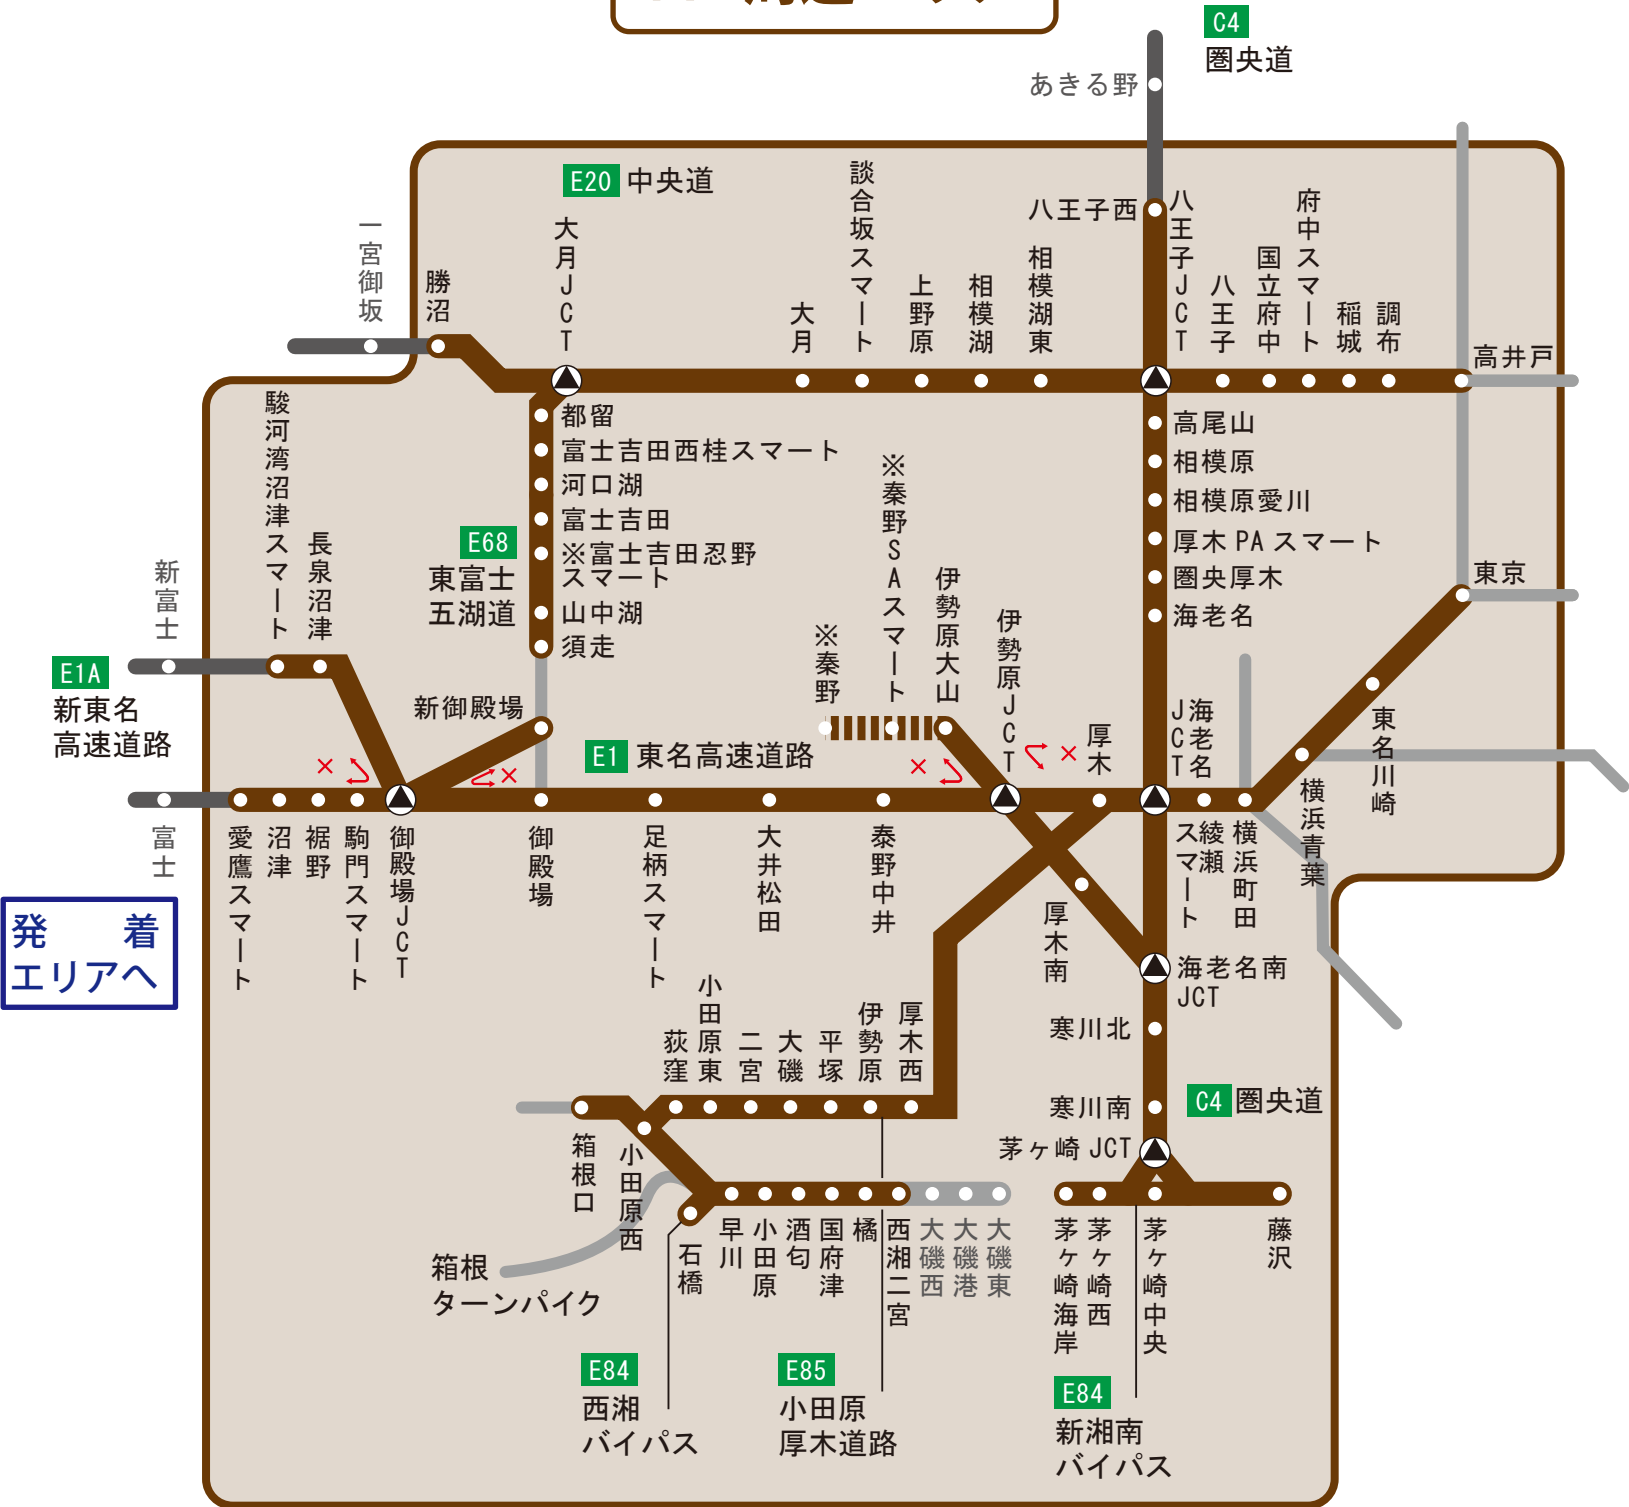 C4
圏央道
あきる野
E20 中央道
一宮御坂
勝沼
大月JCT
大月
談合坂スマート
上野原
相模湖
相模湖東
八王子西
八王子JCT
八王子
国立府中
府中スマート
稲城
調布
高井戸
都留
富士吉田西桂スマート
河口湖
富士吉田
※富士吉田忍野
スマート
山中湖
須走
E68
東富士
五湖道
高尾山
相模原
相模原愛川
厚木PAスマート
圏央厚木
海老名
東京
新富士
駿河湾沼津スマート
長泉沼津
E1A
新東名
高速道路
新御殿場
※秦野
※秦野SAスマート
伊勢原大山
伊勢原JCT
E1 東名高速道路
厚木
海老名
JCT
東名川崎
横浜青葉
富士
愛鷹スマート
沼津
裾野
駒門スマート
御殿場JCT
御殿場
足柄スマート
大井松田
秦野中井
厚木南
綾瀬
スマート
横浜町田
発 着
エリアへ
海老名南
JCT
寒川北
寒川南
茅ヶ崎JCT
C4 圏央道
荻窪
小田原東
二宮
大磯
平塚
伊勢原
厚木西
箱根口
小田原西
石橋
早川
小田原
酒匂
国府津
橘
西湘二宮
大磯西
大磯港
大磯東
茅ヶ崎海岸
茅ヶ崎西
茅ヶ崎中央
藤沢
箱根
ターンパイク
E84
西湘
バイパス
E85
小田原
厚木道路
E84
新湘南
バイパス